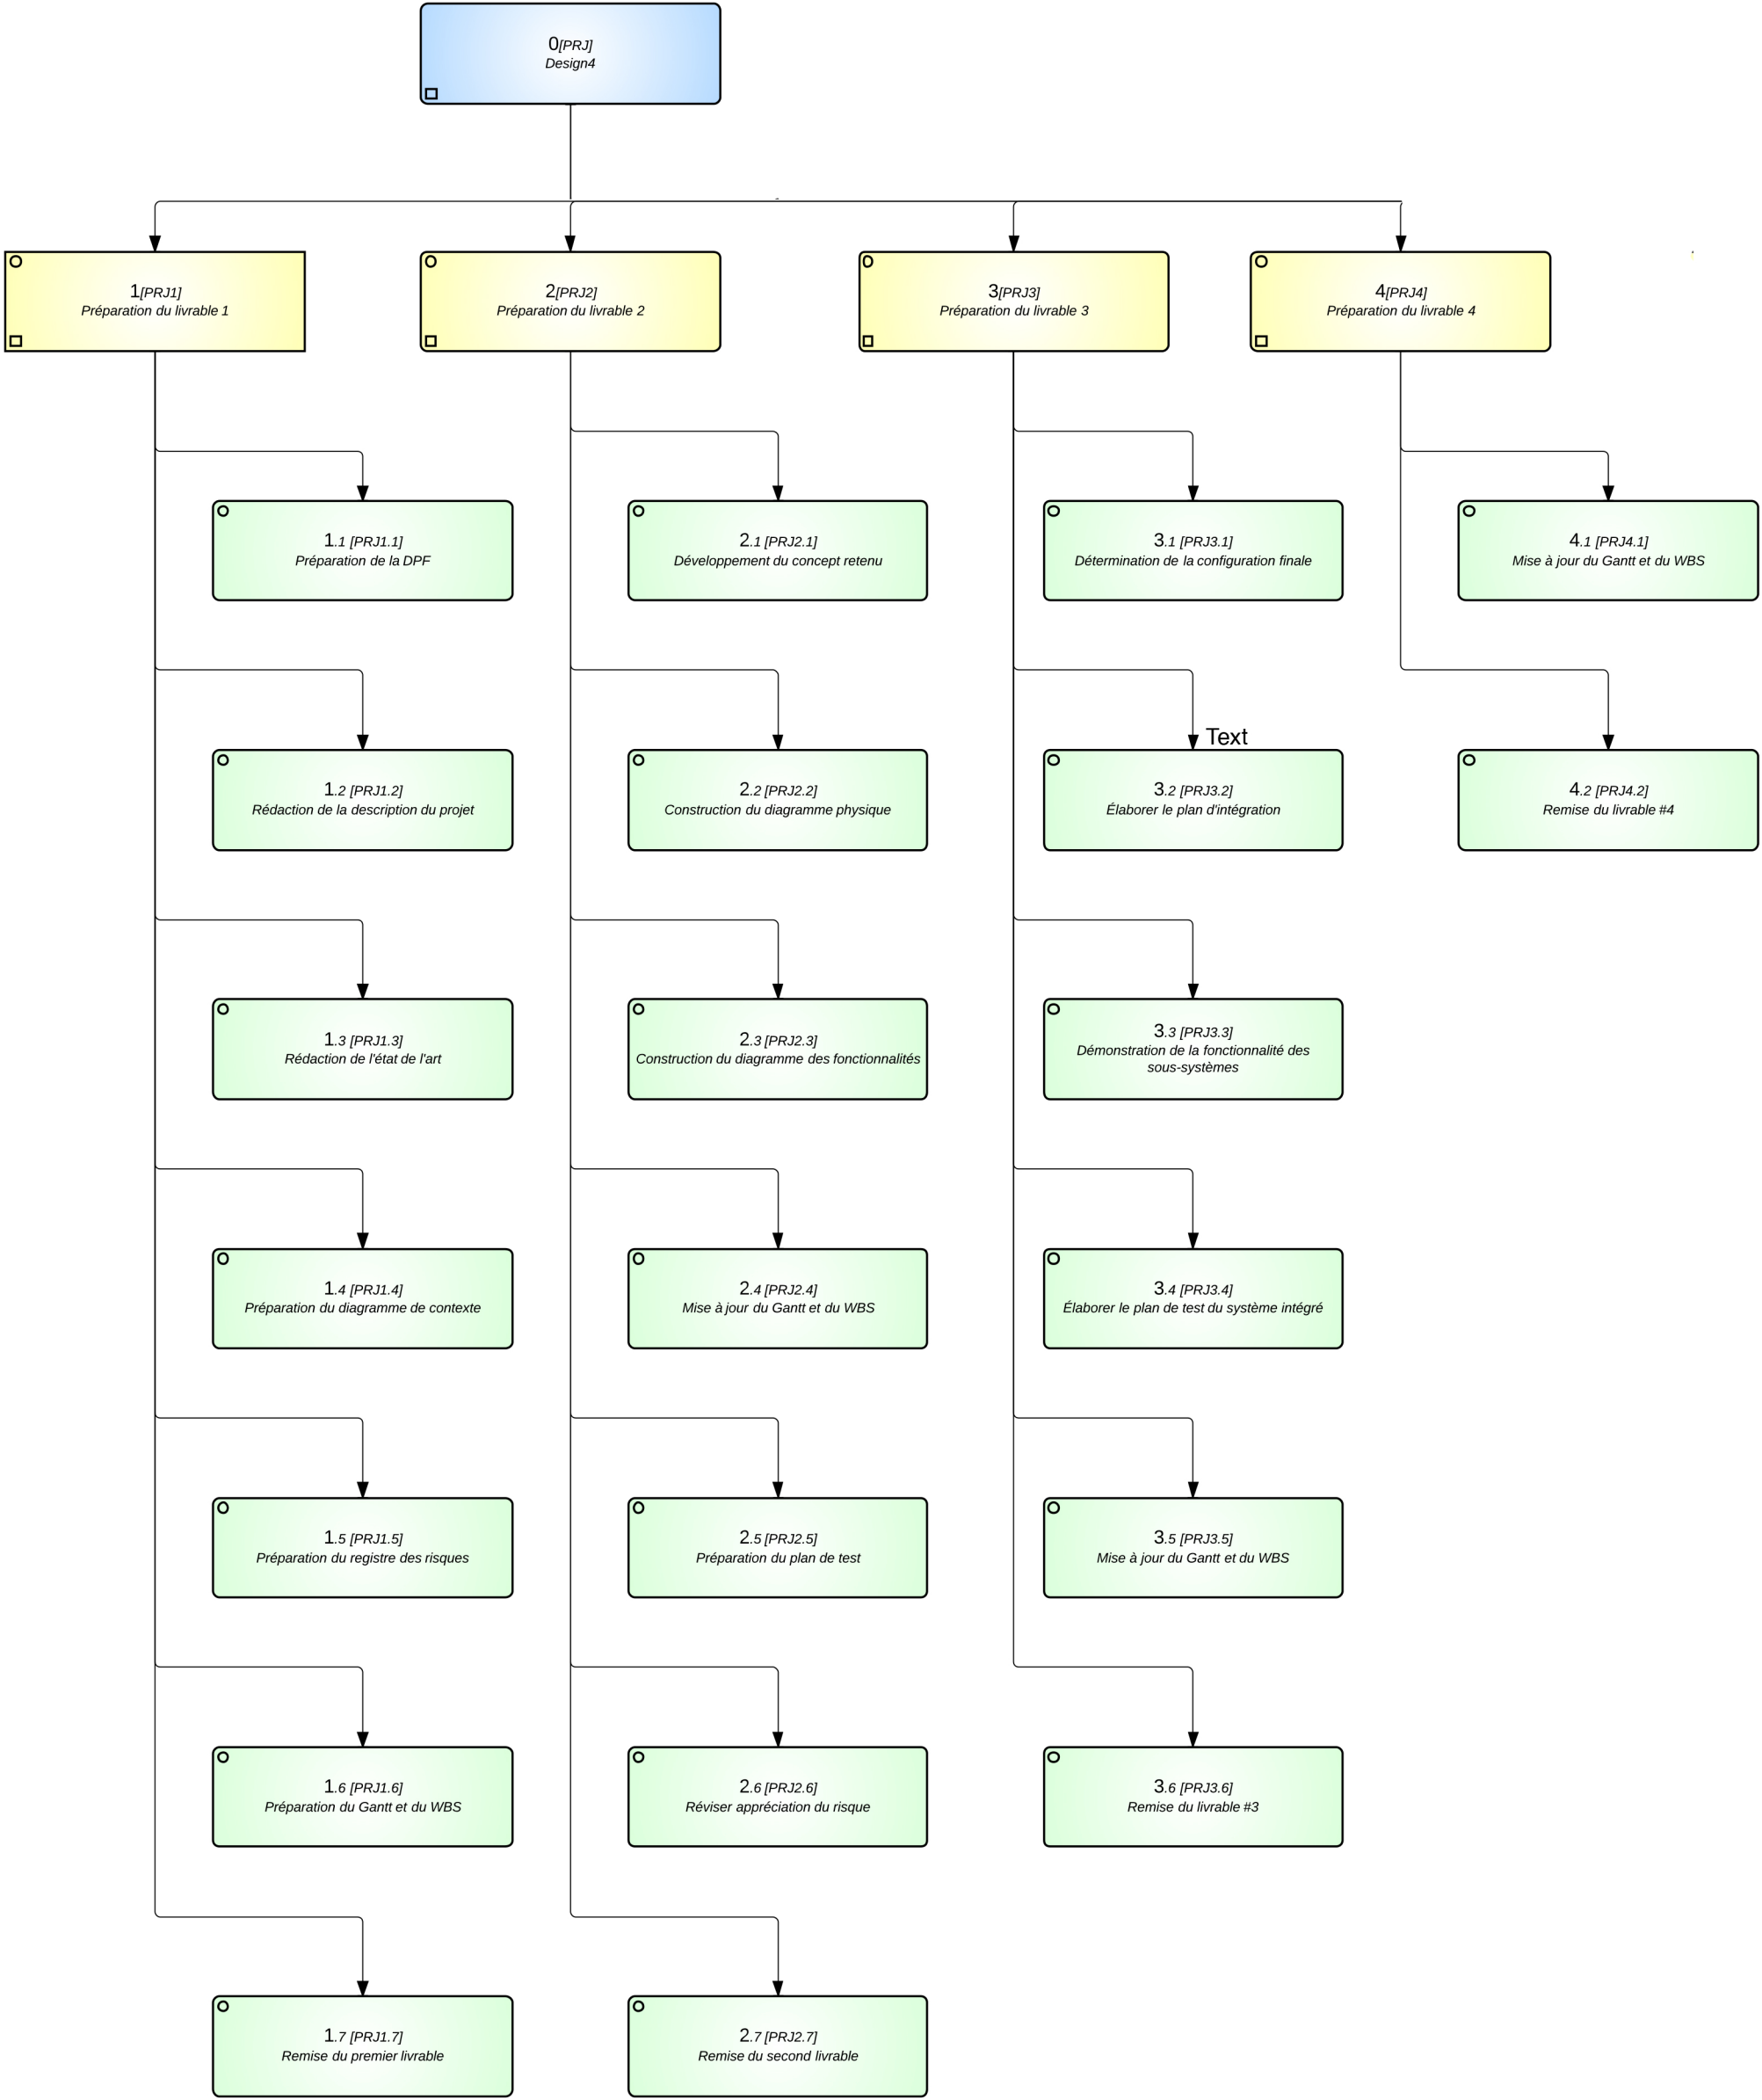 0[PRJ]
Design4
1[PRJ1]
Préparation du livrable 1
2[PRJ2]
Préparation du livrable 2
3[PRJ3]
Préparation du livrable 3
4[PRJ4]
Préparation du livrable 4
1.1 [PRJ1.1]
Préparation de la DPF
2.1 [PRJ2.1]
Développement du concept retenu
3.1 [PRJ3.1]
Détermination de la configuration finale
4.1 [PRJ4.1]
Mise à jour du Gantt et du WBS
Text
1.2 [PRJ1.2]
Rédaction de la description du projet
2.2 [PRJ2.2]
Construction du diagramme physique
3.2 [PRJ3.2]
Élaborer le plan d'intégration
4.2 [PRJ4.2]
Remise du livrable #4
1.3 [PRJ1.3]
Rédaction de l'état de l'art
2.3 [PRJ2.3]
Construction du diagramme des fonctionnalités
3.3 [PRJ3.3]
Démonstration de la fonctionnalité des
sous-systèmes
1.4 [PRJ1.4]
Préparation du diagramme de contexte
2.4 [PRJ2.4]
Mise à jour du Gantt et du WBS
3.4 [PRJ3.4]
Élaborer le plan de test du système intégré
1.5 [PRJ1.5]
Préparation du registre des risques
2.5 [PRJ2.5]
Préparation du plan de test
3.5 [PRJ3.5]
Mise à jour du Gantt et du WBS
1.6 [PRJ1.6]
Préparation du Gantt et du WBS
2.6 [PRJ2.6]
Réviser appréciation du risque
3.6 [PRJ3.6]
Remise du livrable #3
1.7 [PRJ1.7]
Remise du premier livrable
2.7 [PRJ2.7]
Remise du second livrable